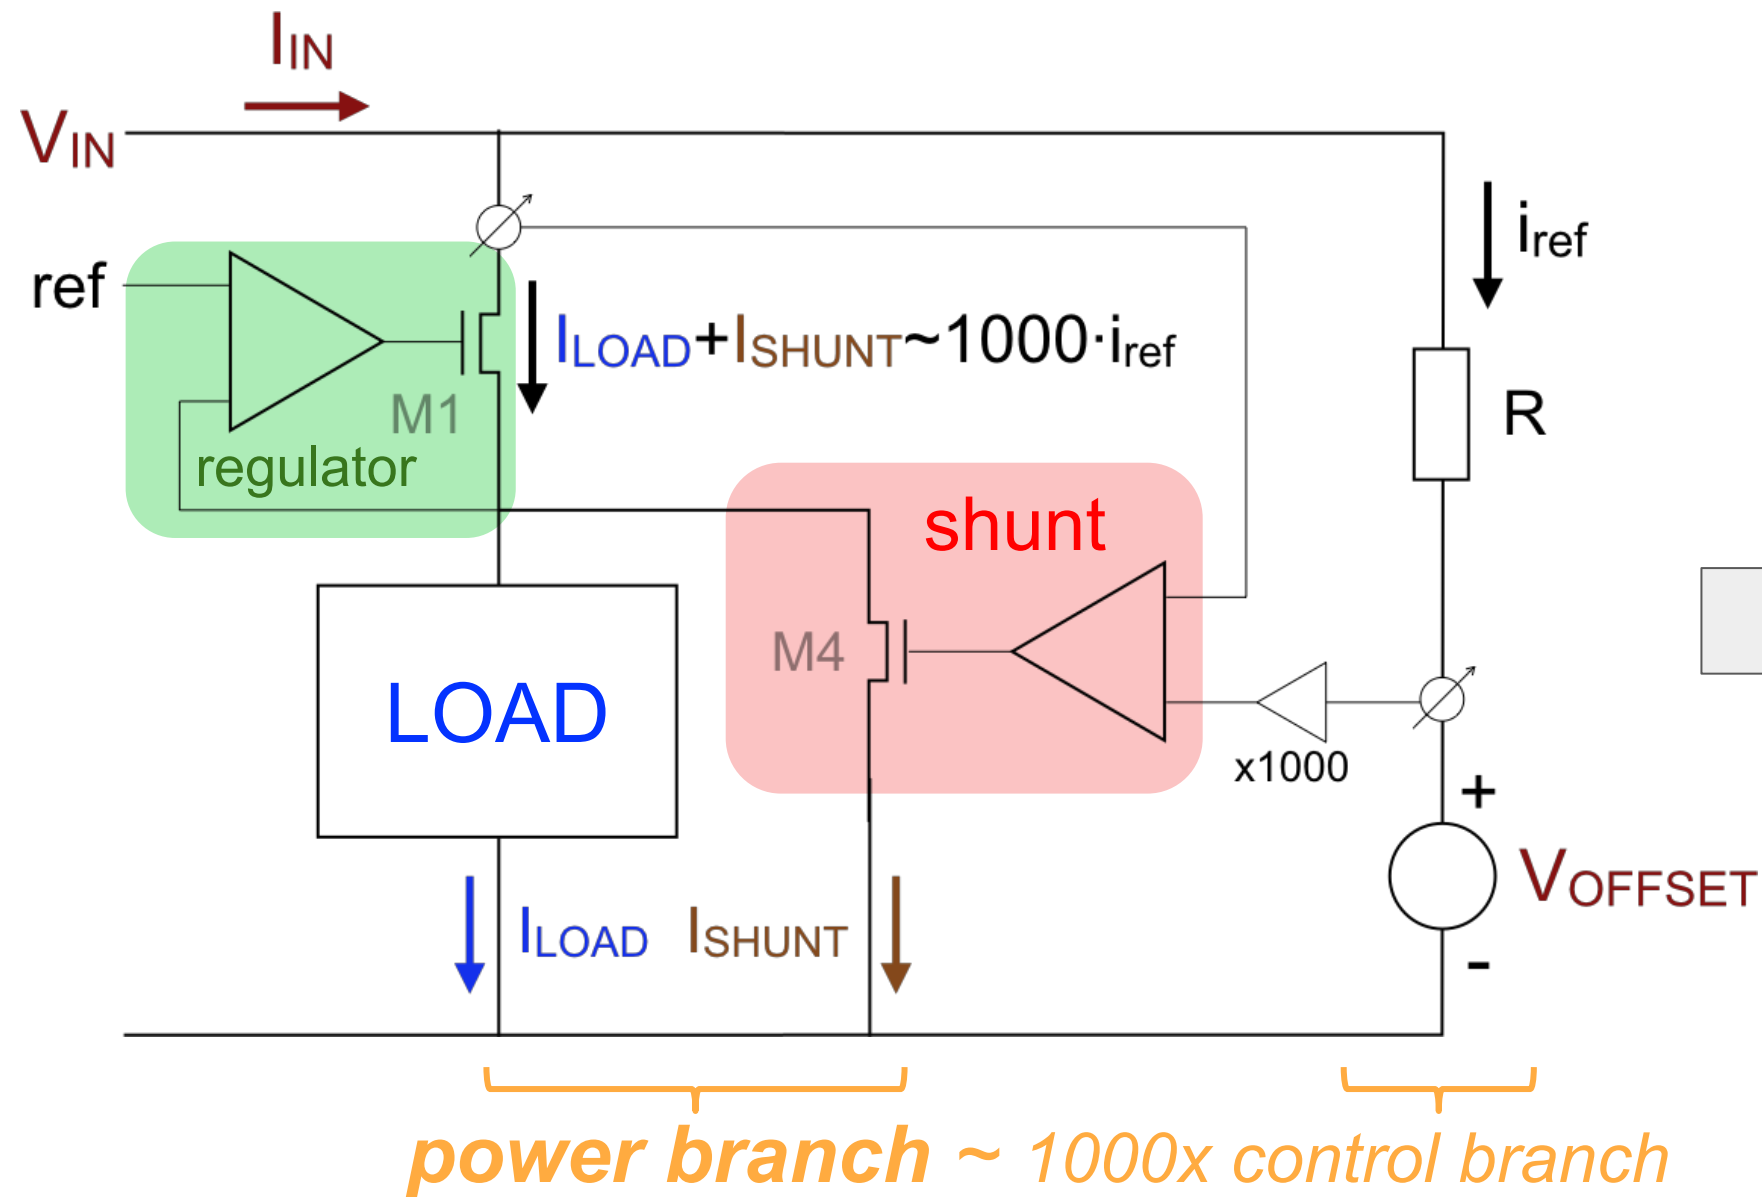 IIN
VIN
iref
ref
ILOAD+ISHUNT~1000·iref
M1
R
regulator
shunt
M4
LOAD
x1000
+
VOFFSET
ILOAD
ISHUNT
-
power branch ~ 1000x control branch